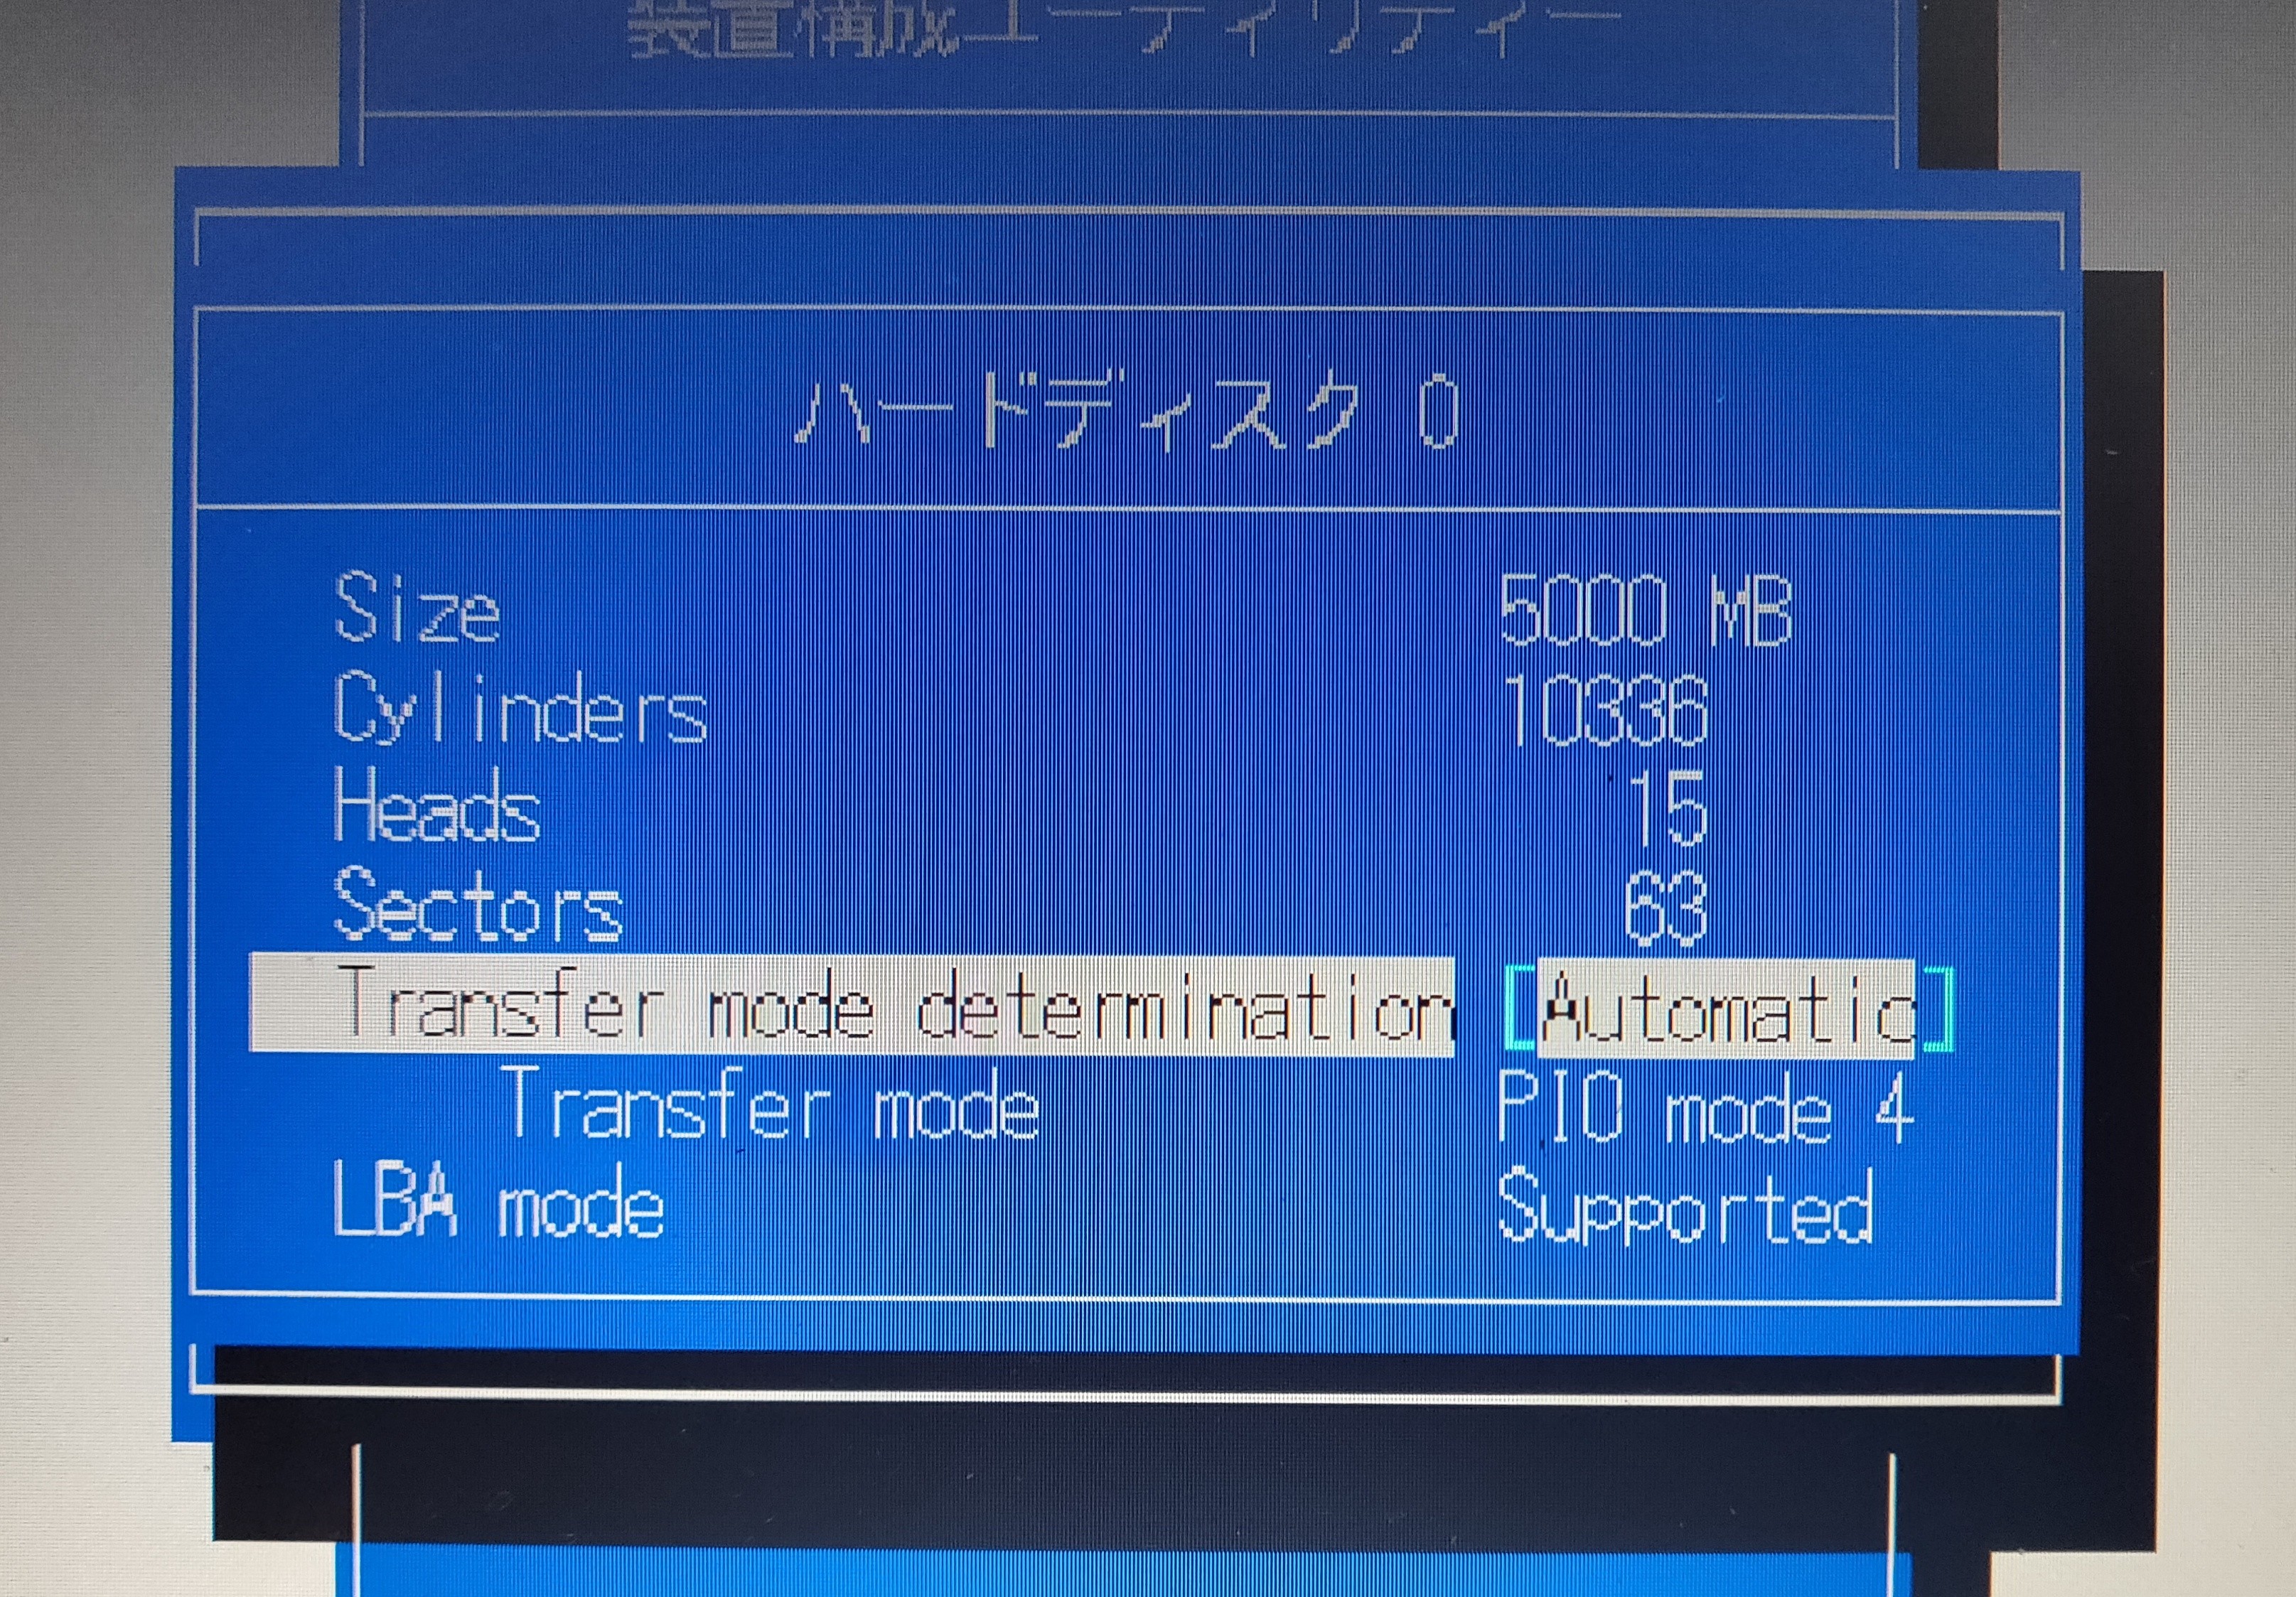 装置構成ユーティリティー
ハードディスク 0
Size 5000 MB
Cylinders 10336
Heads 15
Sectors 63
Transfer mode determination [Automatic]
Transfer mode PIO mode 4
LBA mode Supported